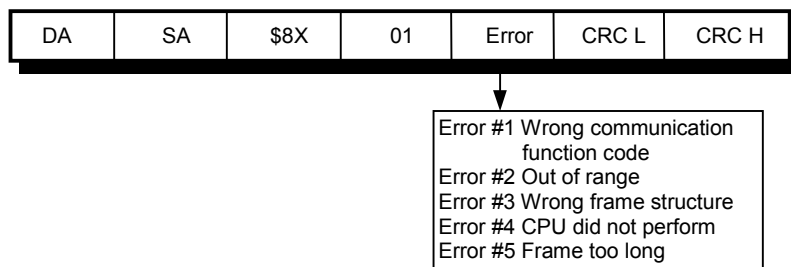 DA SA $8X 01 Error CRC L CRC H
Error #1 Wrong communication
function code
Error #2 Out of range
Error #3 Wrong frame structure
Error #4 CPU did not perform
Error #5 Frame too long